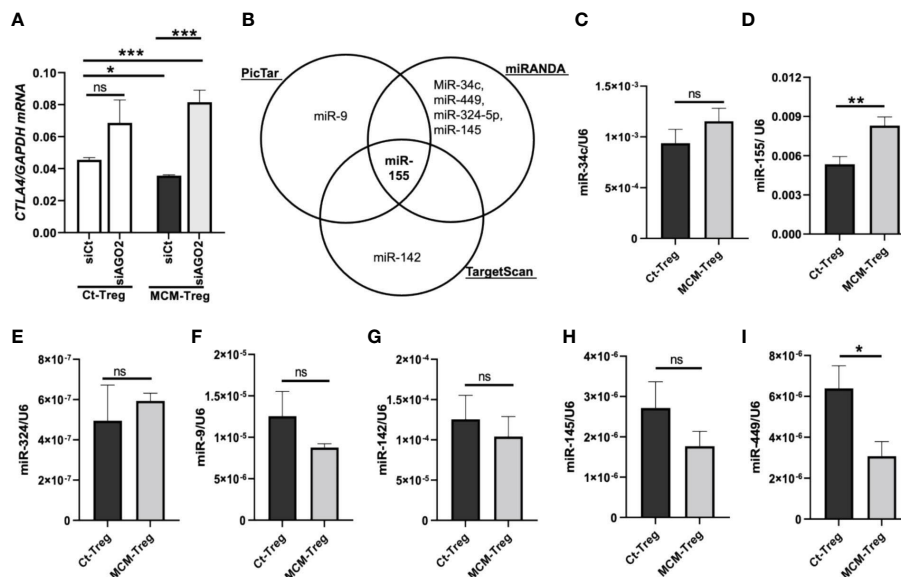 A
CTLA4/GAPDH mRNA
0.10
0.08
0.06
0.04
0.02
0.00
***
***
*
ns
siCt
siAGO2
siCt
siAGO2
Ct-Treg
MCM-Treg
B
PicTar
miRANDA
TargetScan
miR-9
MiR-34c,
miR-449,
miR-324-5p,
miR-145
miR-
155
miR-142
C
miR-34c/U6
1.5×10⁻³
1×10⁻³
5×10⁻⁴
0
ns
Ct-Treg
MCM-Treg
D
miR-155/ U6
0.012
0.009
0.006
0.003
0.000
**
Ct-Treg
MCM-Treg
E
miR-324/U6
8×10⁻⁷
6×10⁻⁷
4×10⁻⁷
2×10⁻⁷
0
ns
Ct-Treg
MCM-Treg
F
miR-9/U6
2×10⁻⁵
1.5×10⁻⁵
1×10⁻⁵
5×10⁻⁶
0
ns
Ct-Treg
MCM-Treg
G
miR-142/U6
2×10⁻⁴
1.5×10⁻⁴
1×10⁻⁴
5×10⁻⁵
0
ns
Ct-Treg
MCM-Treg
H
miR-145/U6
4×10⁻⁶
3×10⁻⁶
2×10⁻⁶
1×10⁻⁶
0
ns
Ct-Treg
MCM-Treg
I
miR-449/U6
8×10⁻⁶
6×10⁻⁶
4×10⁻⁶
2×10⁻⁶
0
*
Ct-Treg
MCM-Treg